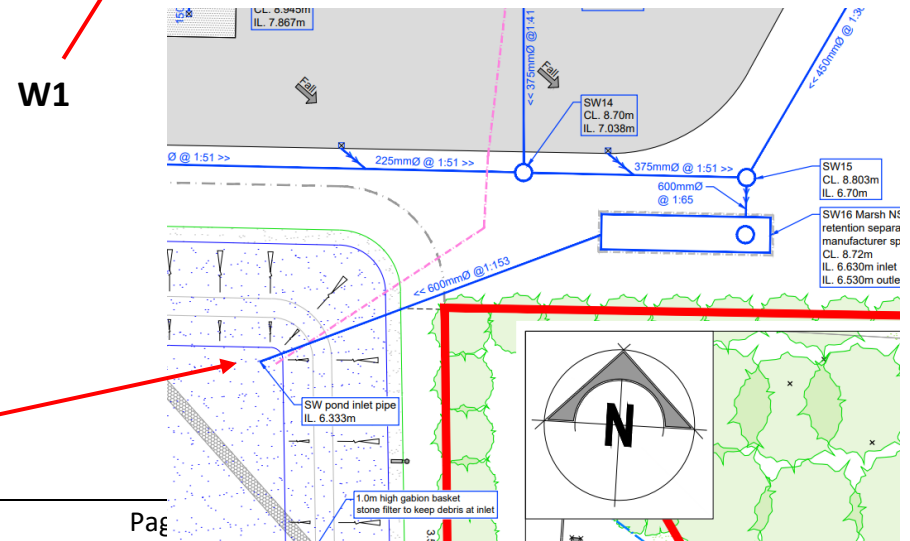 CL. 8.945m
IL. 7.867m
W1
Fall
Fall
<< 375mmØ @1:41
<< 450mmØ @
SW14
CL. 8.70m
IL. 7.038m
Ø @ 1:51 >>
225mmØ @ 1:51 >>
375mmØ @ 1:51 >>
600mmØ
@ 1:65
SW15
CL. 8.803m
IL. 6.70m
SW16 Marsh NS
retention separa
manufacturer sp
CL. 8.72m
IL. 6.630m inlet
IL. 6.530m outle
<< 600mmØ @1:153
SW pond inlet pipe
IL. 6.333m
N
1.0m high gabion basket
stone filter to keep debris at inlet
Pag
3.5